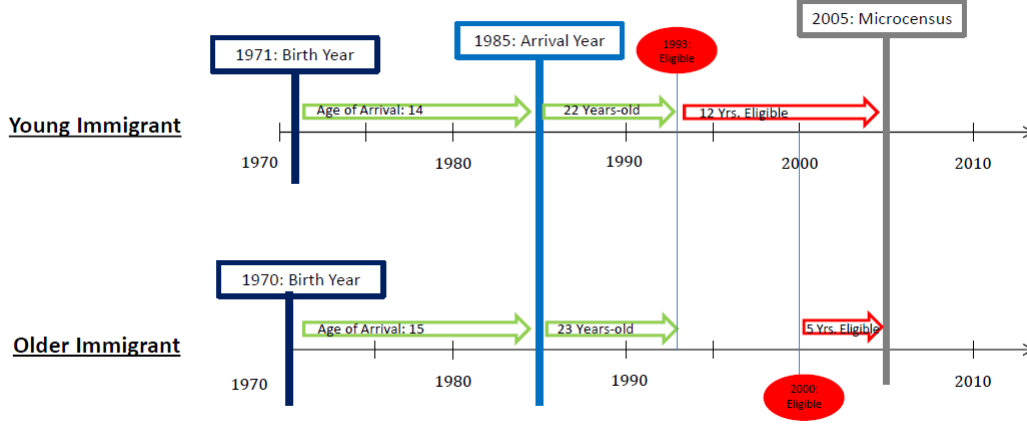 2005: Microcensus
1971: Birth Year
1985: Arrival Year
1993:
Eligible
Young Immigrant
Age of Arrival: 14
22 Years-old
12 Yrs. Eligible
1970
1980
1990
2000
2010
1970: Birth Year
Older Immigrant
Age of Arrival: 15
23 Years-old
5 Yrs. Eligible
1970
1980
1990
2010
2000:
Eligible